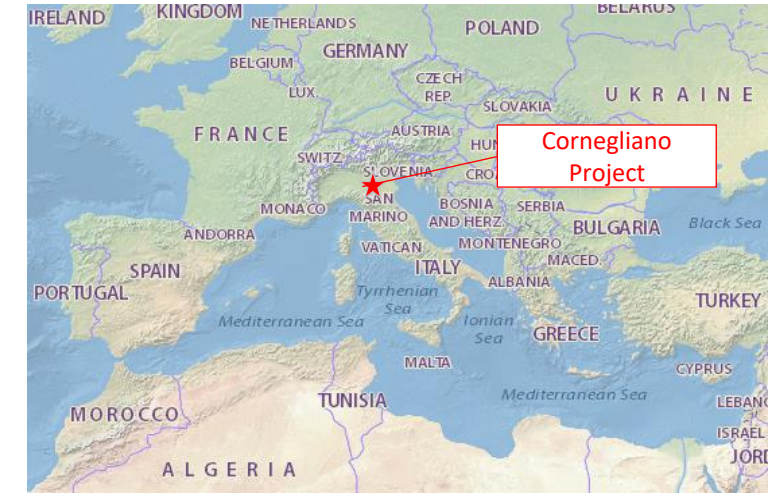 IRELAND
KINGDOM
NETHERLANDS
POLAND
BELARUS
GERMANY
BELGIUM
CZECH
REP.
LUX.
SLOVAKIA
UKRAINE
FRANCE
AUSTRIA
HUN
Cornegliano
Project
SWITZ.
SLOVENIA
CRO
SAN
MARINO
MONACO
BOSNIA
AND HERZ.
SERBIA
BULGARIA
Black Sea
ANDORRA
VATICAN
MONTENEGRO
MACED.
ITALY
SPAIN
PORTUGAL
ALBANIA
Tyrrhenian
Sea
TURKEY
Mediterranean Sea
Ionian
Sea
GREECE
MALTA
CYPRUS
TUNISIA
Mediterranean Sea
LEBANO
MOROCCO
ISRAEL
JORD
ALGERIA